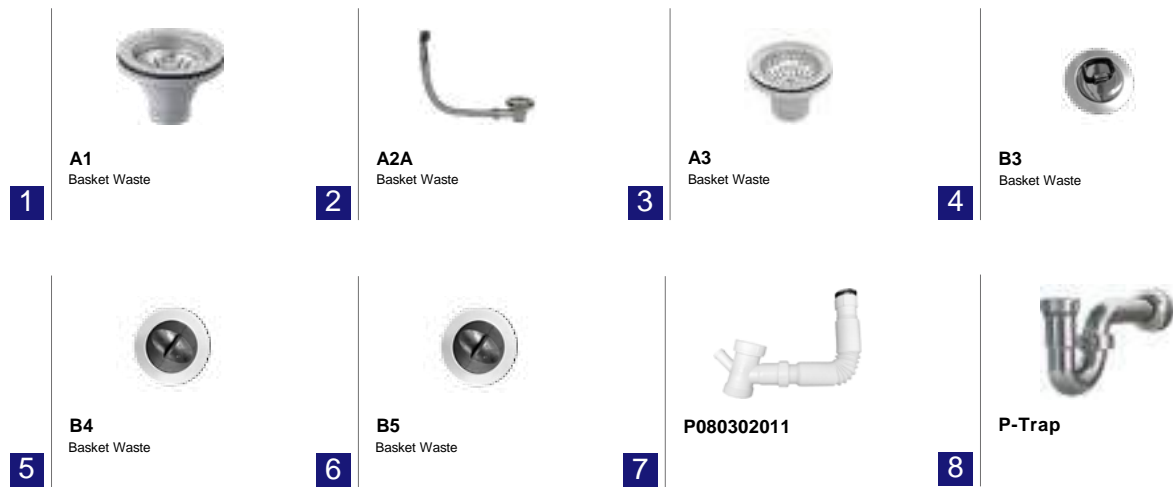 A1
Basket Waste
1
A2A
Basket Waste
2
A3
Basket Waste
3
B3
Basket Waste
4
B4
Basket Waste
5
B5
Basket Waste
6
P080302011
7
P-Trap
8